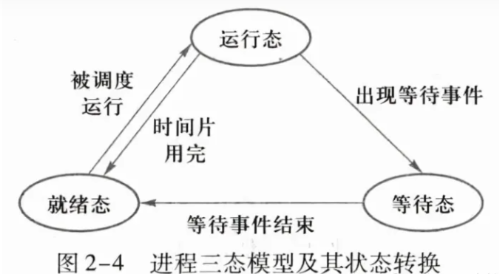 运行态
被调度
运行
出现等待事件
时间片
用完
就绪态
等待态
等待事件结束
图2-4 进程三态模型及其状态转换